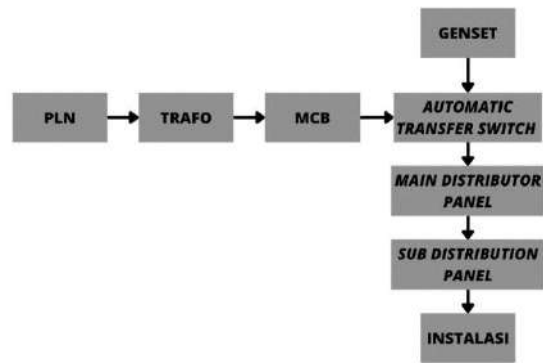 GENSET
PLN
TRAFO
MCB
AUTOMATIC
TRANSFER SWITCH
MAIN DISTRIBUTOR
PANEL
SUB DISTRIBUTION
PANEL
INSTALASI